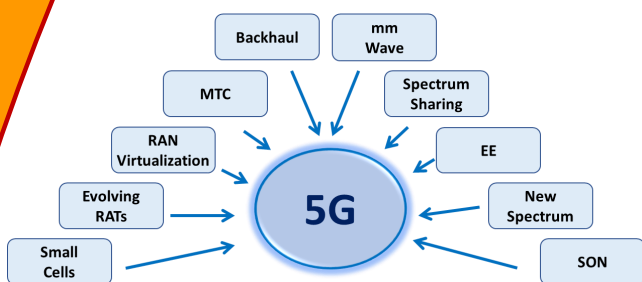 Backhaul
mm
Wave
MTC
Spectrum
Sharing
RAN
Virtualization
EE
Evolving
RATs
5G
New
Spectrum
Small
Cells
SON